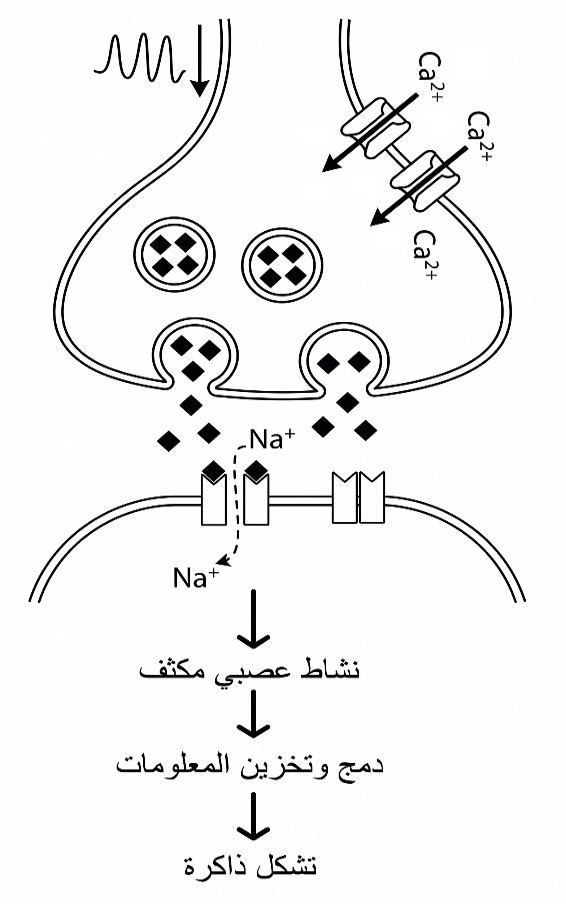 Ca²⁺
Ca²⁺
Ca²⁺
Na⁺
Na⁺
نشاط عصبي مكثف
دمج وتخزين المعلومات
تشكل ذاكرة